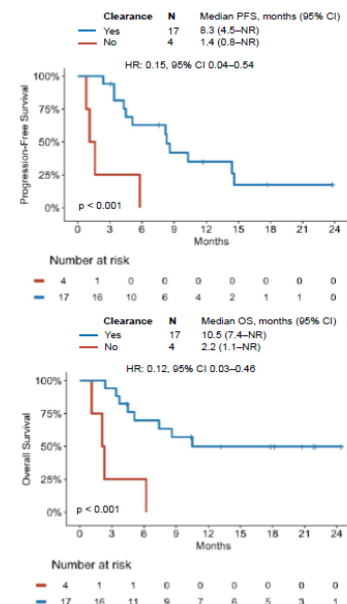 Clearance N Median PFS, months (95% CI)
Yes 17 8.3 (4.5–NR)
No 4 1.4 (0.8–NR)
HR: 0.15, 95% CI 0.04–0.54
Progression-Free Survival
100%
75%
50%
25%
0%
p < 0.001
0 3 6 9 12 15 18 21 24
Months
Number at risk
4 1 0 0 0 0 0 0 0
17 16 10 6 4 2 1 1 0
Clearance N Median OS, months (95% CI)
Yes 17 10.5 (7.4–NR)
No 4 2.2 (1.1–NR)
HR: 0.12, 95% CI 0.03–0.46
Overall Survival
100%
75%
50%
25%
0%
p < 0.001
0 3 6 9 12 15 18 21 24
Months
Number at risk
4 1 1 0 0 0 0 0 0
17 16 11 9 7 6 5 3 1